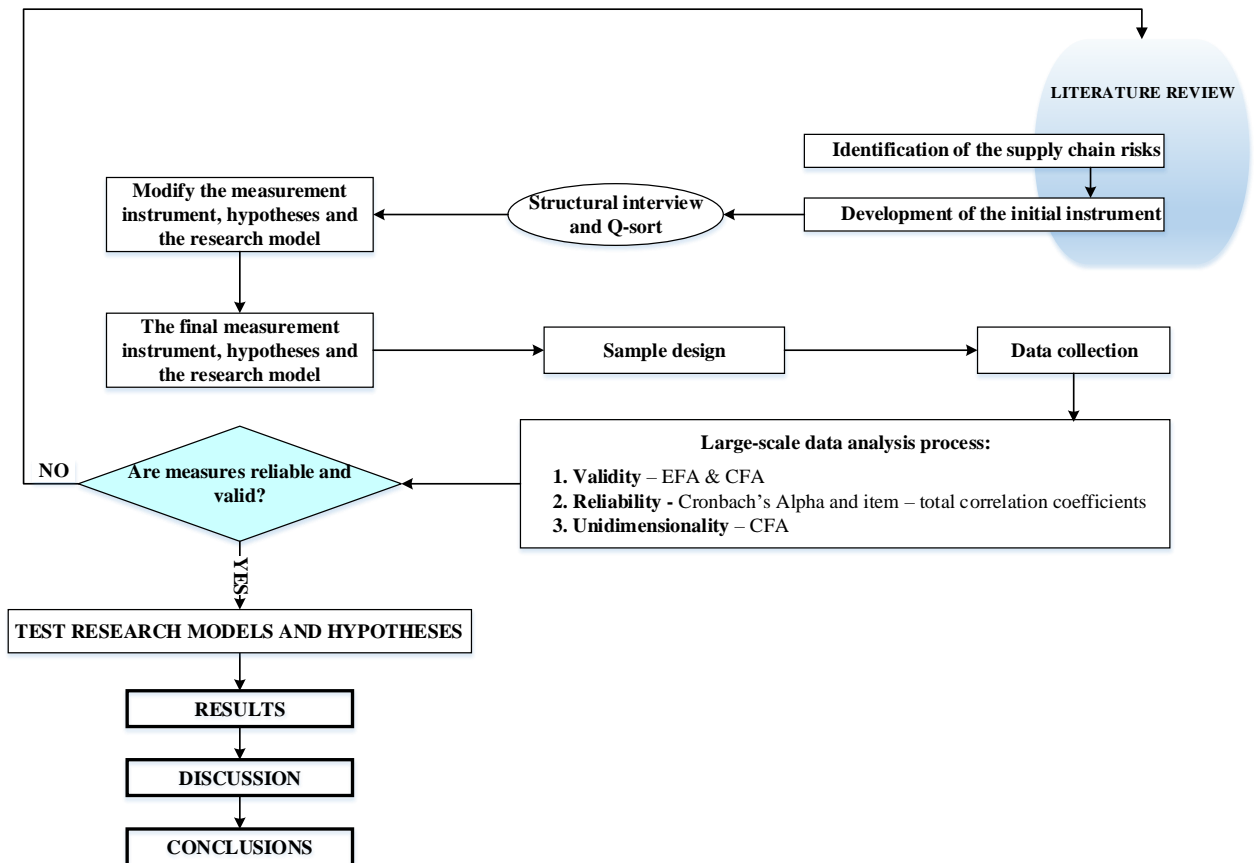 LITERATURE REVIEW
Identification of the supply chain risks
Development of the initial instrument
Structural interview
and Q-sort
Modify the measurement
instrument, hypotheses and
the research model
The final measurement
instrument, hypotheses and
the research model
Sample design
Data collection
Large-scale data analysis process:
1. Validity – EFA & CFA
2. Reliability - Cronbach's Alpha and item – total correlation coefficients
3. Unidimensionality – CFA
Are measures reliable and
valid?
NO
YES
TEST RESEARCH MODELS AND HYPOTHESES
RESULTS
DISCUSSION
CONCLUSIONS